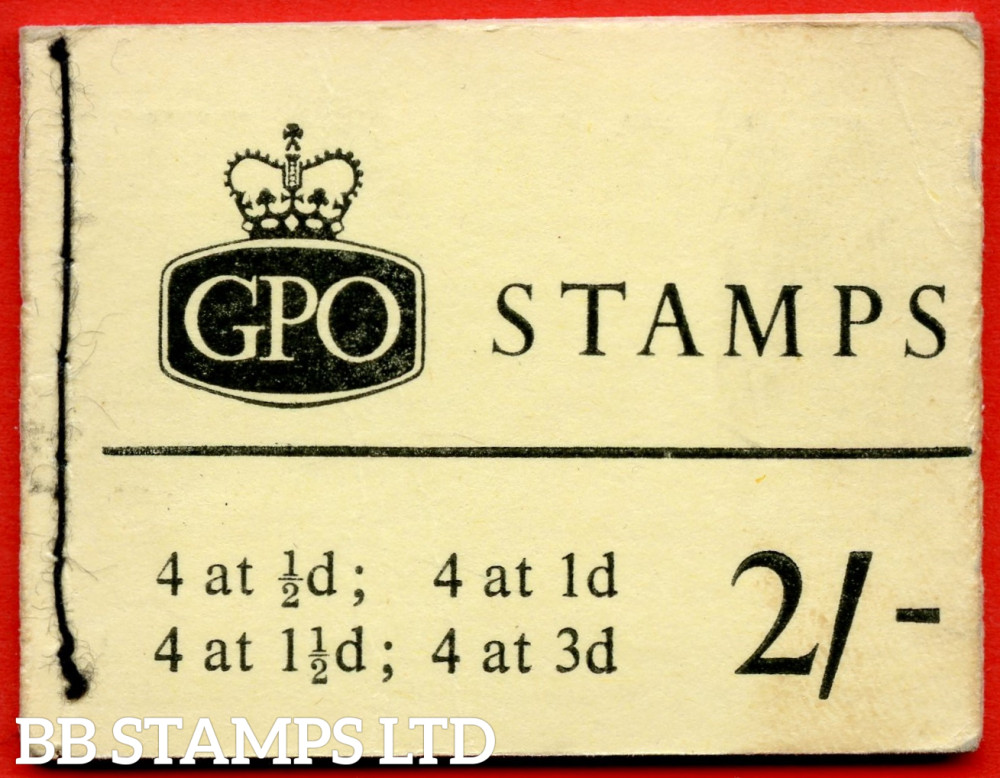 GPO STAMPS
4 at ½d; 4 at 1d
4 at 1½d; 4 at 3d 2/-
BB STAMPS LTD